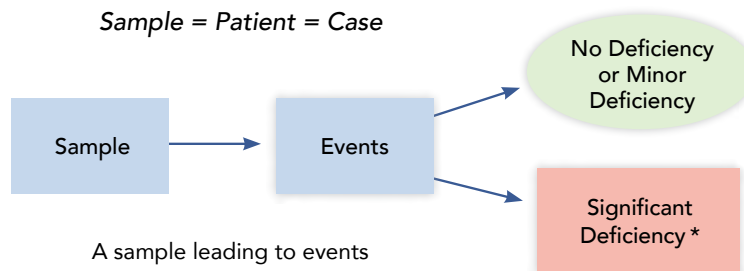 Sample = Patient = Case
No Deficiency
or Minor
Deficiency
Sample
Events
Significant
Deficiency *
A sample leading to events